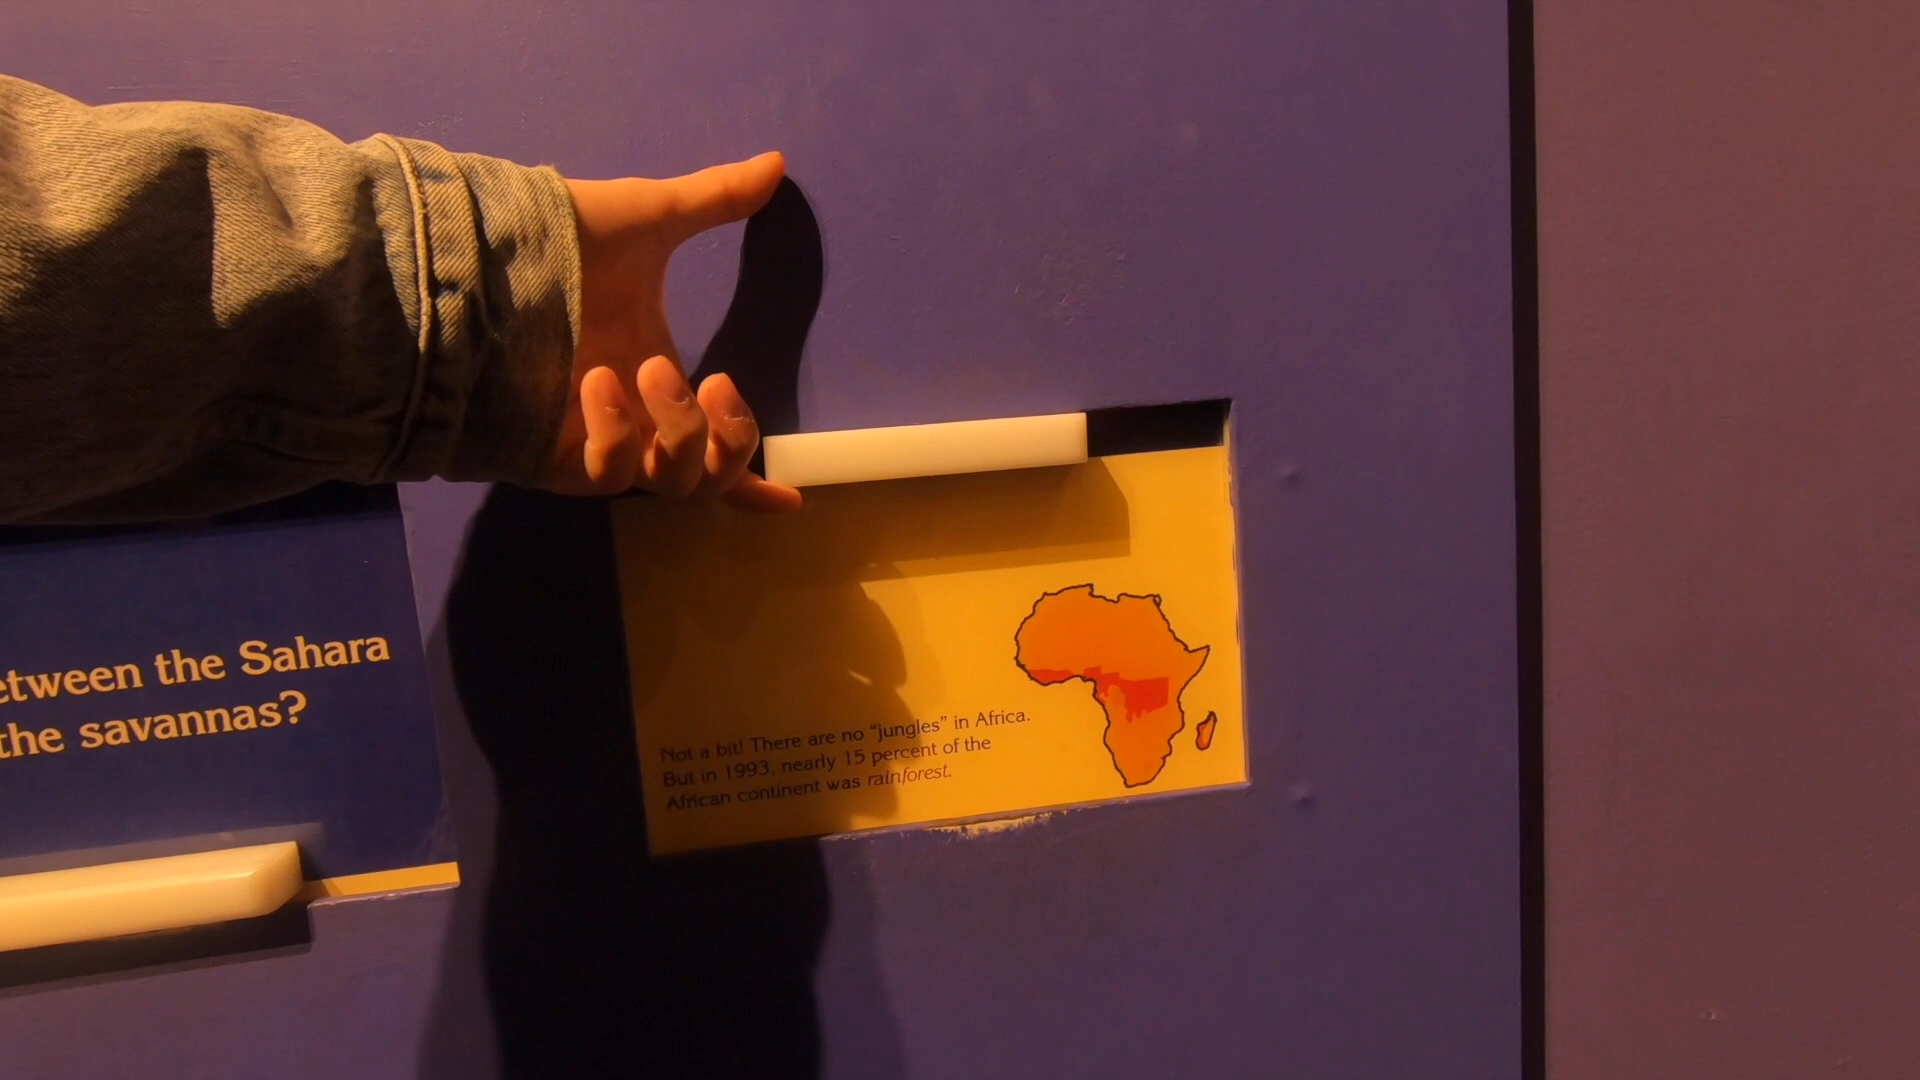 etween the Sahara
the savannas?
Not a bit! There are no “jungles” in Africa.
But in 1993, nearly 15 percent of the
African continent was rainforest.